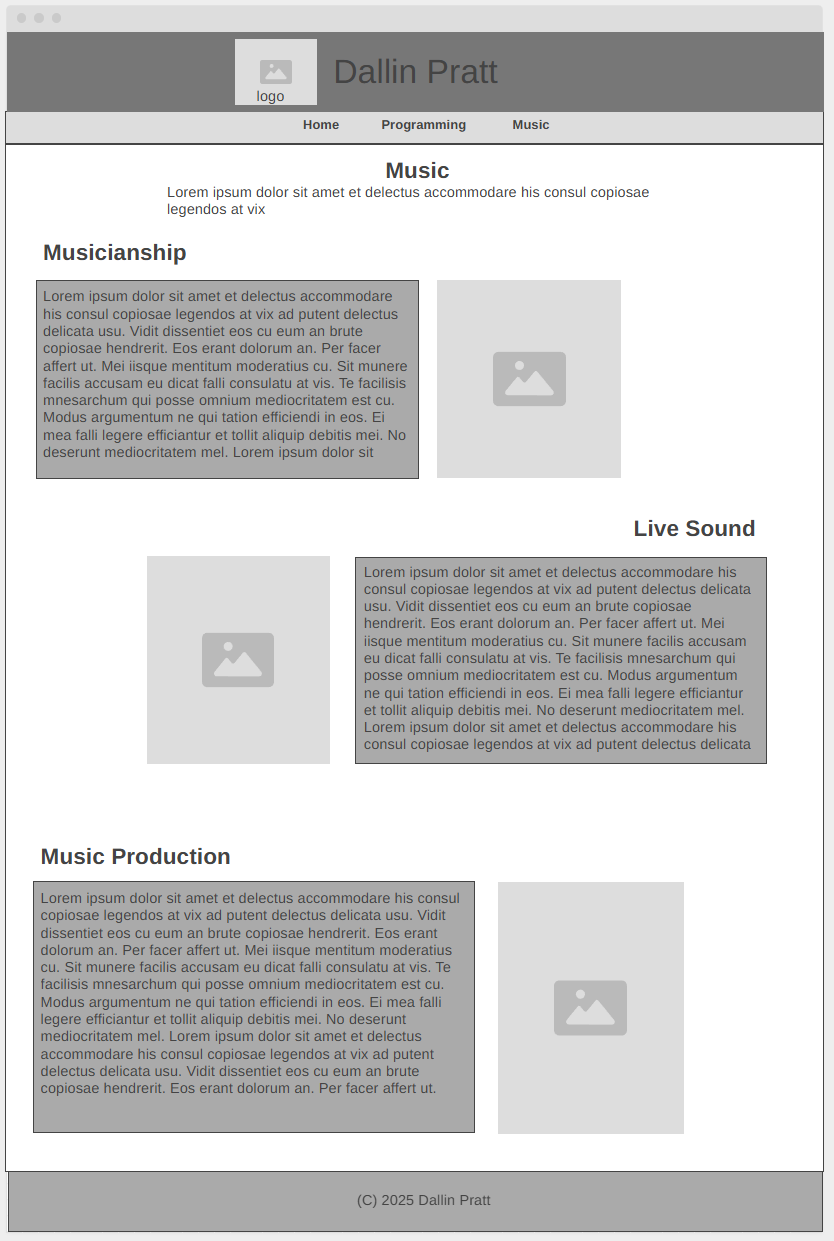 logo
Dallin Pratt
Home Programming Music
Music
Lorem ipsum dolor sit amet et delectus accommodare his consul copiosae
legendos at vix
Musicianship
Lorem ipsum dolor sit amet et delectus accommodare
his consul copiosae legendos at vix ad putent delectus
delicata usu. Vidit dissentiet eos cu eum an brute
copiosae hendrerit. Eos erant dolorum an. Per facer
affert ut. Mei iisque mentitum moderatius cu. Sit munere
facilis accusam eu dicat falli consulatu at vis. Te facilisis
mnesarchum qui posse omnium mediocritatem est cu.
Modus argumentum ne qui tation efficiendi in eos. Ei
mea falli legere efficiantur et tollit aliquip debitis mei. No
deserunt mediocritatem mel. Lorem ipsum dolor sit
Live Sound
Lorem ipsum dolor sit amet et delectus accommodare his
consul copiosae legendos at vix ad putent delectus delicata
usu. Vidit dissentiet eos cu eum an brute copiosae
hendrerit. Eos erant dolorum an. Per facer affert ut. Mei
iisque mentitum moderatius cu. Sit munere facilis accusam
eu dicat falli consulatu at vis. Te facilisis mnesarchum qui
posse omnium mediocritatem est cu. Modus argumentum
ne qui tation efficiendi in eos. Ei mea falli legere efficiantur
et tollit aliquip debitis mei. No deserunt mediocritatem mel.
Lorem ipsum dolor sit amet et delectus accommodare his
consul copiosae legendos at vix ad putent delectus delicata
Music Production
Lorem ipsum dolor sit amet et delectus accommodare his consul
copiosae legendos at vix ad putent delectus delicata usu. Vidit
dissentiet eos cu eum an brute copiosae hendrerit. Eos erant
dolorum an. Per facer affert ut. Mei iisque mentitum moderatius
cu. Sit munere facilis accusam eu dicat falli consulatu at vis. Te
facilisis mnesarchum qui posse omnium mediocritatem est cu.
Modus argumentum ne qui tation efficiendi in eos. Ei mea falli
legere efficiantur et tollit aliquip debitis mei. No deserunt
mediocritatem mel. Lorem ipsum dolor sit amet et delectus
accommodare his consul copiosae legendos at vix ad putent
delectus delicata usu. Vidit dissentiet eos cu eum an brute
copiosae hendrerit. Eos erant dolorum an. Per facer affert ut.
(C) 2025 Dallin Pratt